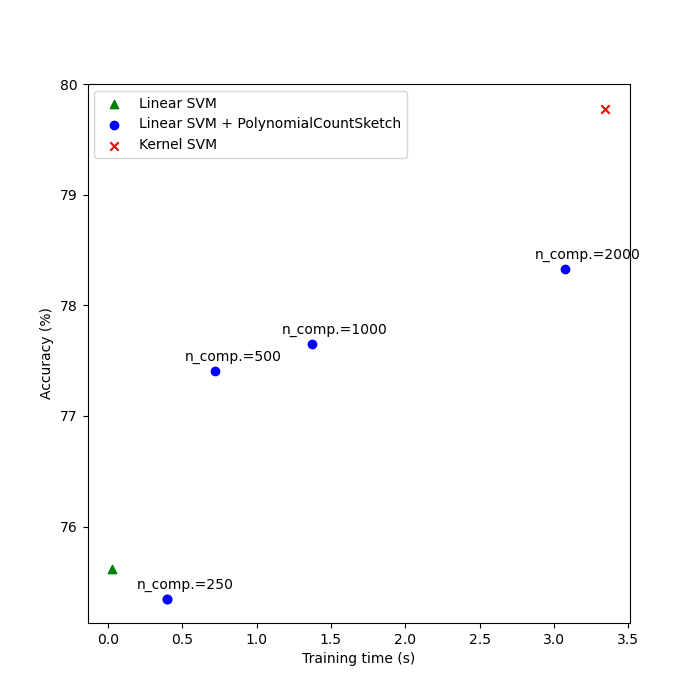 80
79
78
77
76
Accuracy (%)
Linear SVM
Linear SVM + PolynomialCountSketch
Kernel SVM
n_comp.=2000
n_comp.=1000
n_comp.=500
n_comp.=250
0.0 0.5 1.0 1.5 2.0 2.5 3.0 3.5
Training time (s)